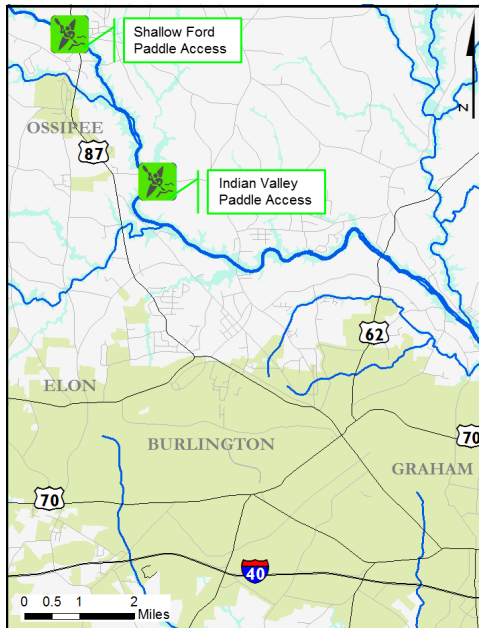 Shallow Ford
Paddle Access
N
OSSIPEE
87
Indian Valley
Paddle Access
62
ELON
BURLINGTON
70
GRAHAM
70
40
0 0.5 1 2
Miles